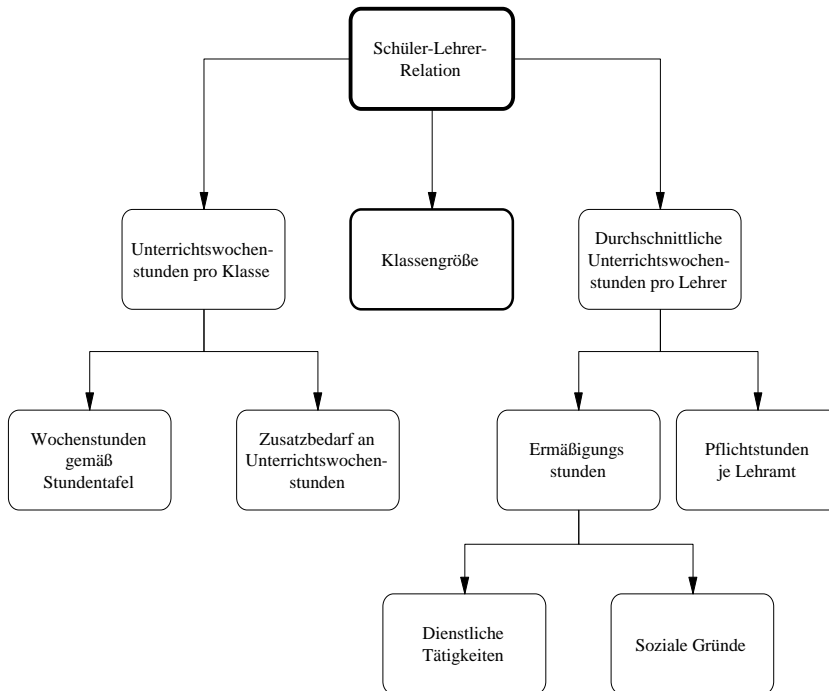 Schüler-Lehrer-
Relation
Unterrichtswochen-
stunden pro Klasse
Klassengröße
Durchschnittliche
Unterrichtswochen-
stunden pro Lehrer
Wochenstunden
gemäß
Stundentafel
Zusatzbedarf an
Unterrichtswochen-
stunden
Ermäßigungs
stunden
Pflichtstunden
je Lehramt
Dienstliche
Tätigkeiten
Soziale Gründe